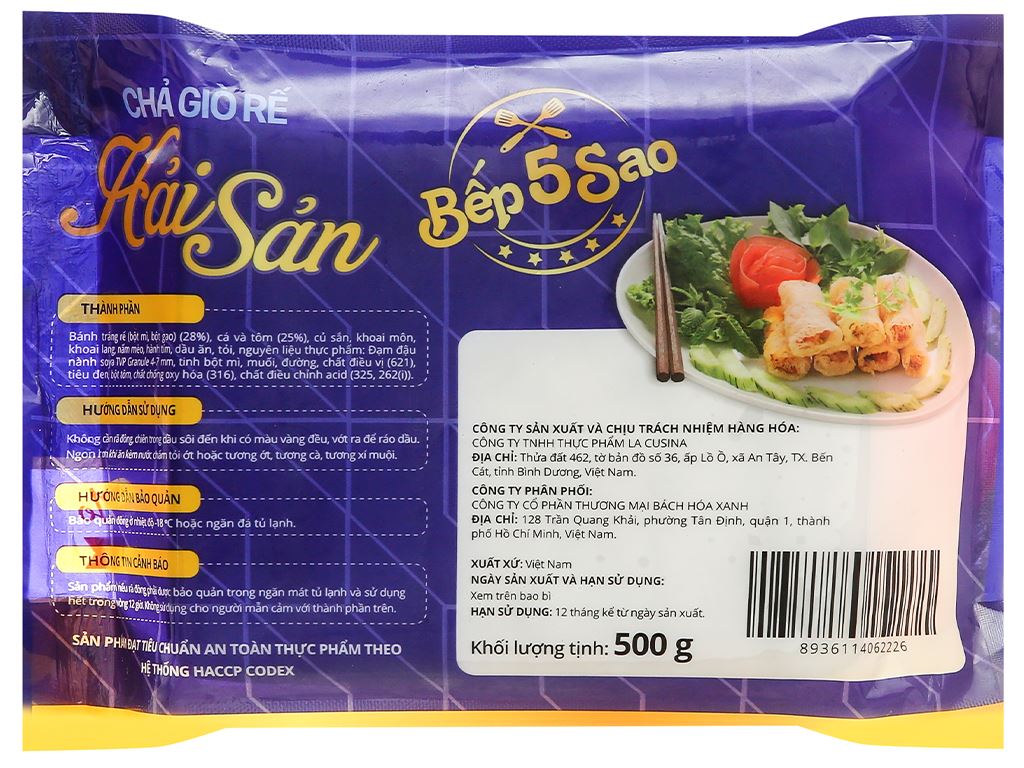 CHẢ GIÒ RẾ
Hải Sản
Bếp 5 Sao
THÀNH PHẦN
Bánh tráng rế (bột mì, bột gạo) (28%), cá và tôm (25%), củ sắn, khoai môn,
khoai lang, nấm mèo, hành tím, dầu ăn, tỏi, nguyên liệu thực phẩm: Đạm đậu
nành soya TVP Granule 4-7 mm, tinh bột mì, muối, đường, chất điều vị (621),
tiêu đen, bột tôm, chất chống oxy hóa (316), chất điều chỉnh acid (325, 262(i)).
HƯỚNG DẪN SỬ DỤNG
Không cần rã đông, chiên trong dầu sôi đến khi có màu vàng đều, vớt ra để ráo dầu.
Ngon hơn khi ăn kèm nước chấm tỏi ớt hoặc tương ớt, tương cà, tương xí muội.
HƯỚNG DẪN BẢO QUẢN
Bảo quản đông ở nhiệt độ -18 °C hoặc ngăn đá tủ lạnh.
THÔNG TIN CẢNH BÁO
Sản phẩm nếu rã đông phải được bảo quản trong ngăn mát tủ lạnh và sử dụng
hết trong vòng 12 giờ. Không sử dụng cho người mẫn cảm với thành phần trên.
SẢN PHẨM ĐẠT TIÊU CHUẨN AN TOÀN THỰC PHẨM THEO
HỆ THỐNG HACCP CODEX
CÔNG TY SẢN XUẤT VÀ CHỊU TRÁCH NHIỆM HÀNG HÓA:
CÔNG TY TNHH THỰC PHẨM LA CUSINA
ĐỊA CHỈ: Thửa đất 462, tờ bản đồ số 36, ấp Lồ Ồ, xã An Tây, TX. Bến
Cát, tỉnh Bình Dương, Việt Nam.
CÔNG TY PHÂN PHỐI:
CÔNG TY CỔ PHẦN THƯƠNG MẠI BÁCH HÓA XANH
ĐỊA CHỈ: 128 Trần Quang Khải, phường Tân Định, quận 1, thành
phố Hồ Chí Minh, Việt Nam.
XUẤT XỨ: Việt Nam
NGÀY SẢN XUẤT VÀ HẠN SỬ DỤNG:
Xem trên bao bì
HẠN SỬ DỤNG: 12 tháng kể từ ngày sản xuất.
Khối lượng tịnh: 500 g
8936114062226